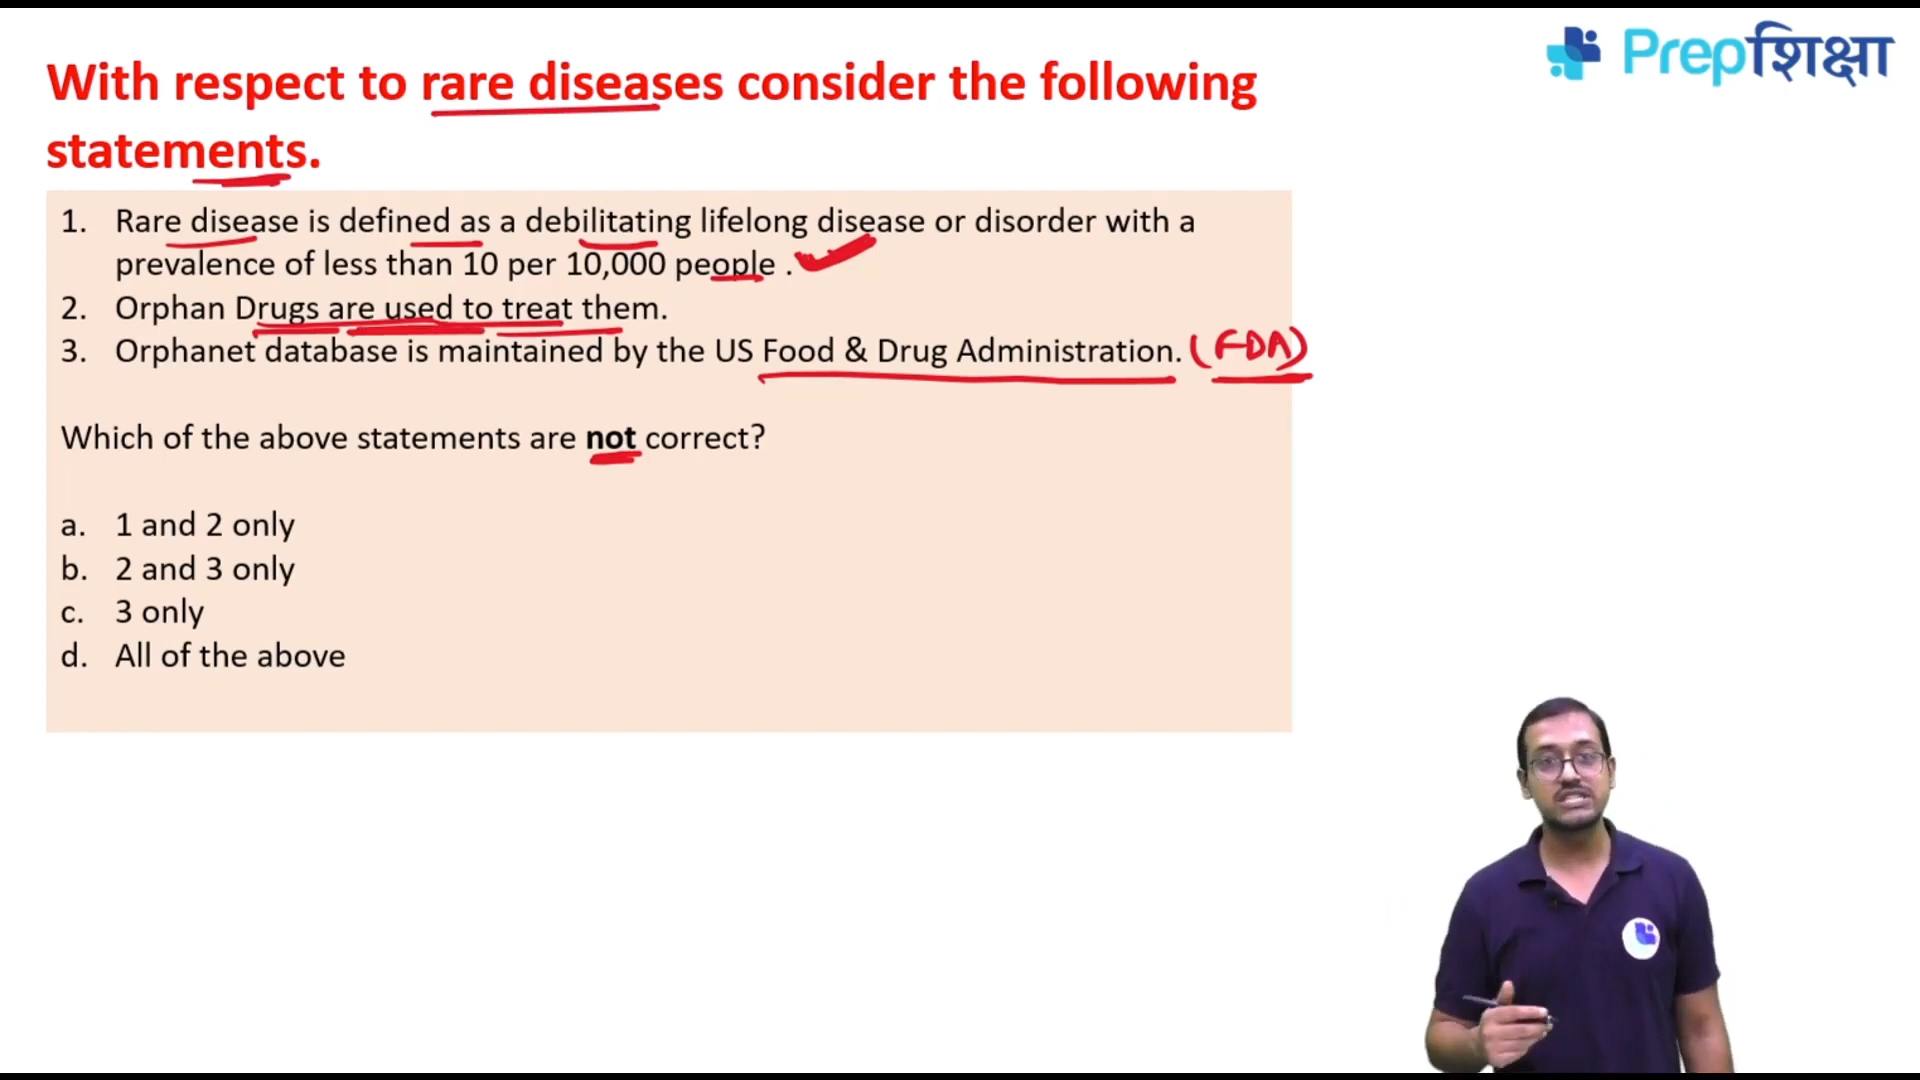 Prepशिक्षा
With respect to rare diseases consider the following
statements.
1. Rare disease is defined as a debilitating lifelong disease or disorder with a
prevalence of less than 10 per 10,000 people .
2. Orphan Drugs are used to treat them.
3. Orphanet database is maintained by the US Food & Drug Administration. (FDA)
Which of the above statements are not correct?
a. 1 and 2 only
b. 2 and 3 only
c. 3 only
d. All of the above